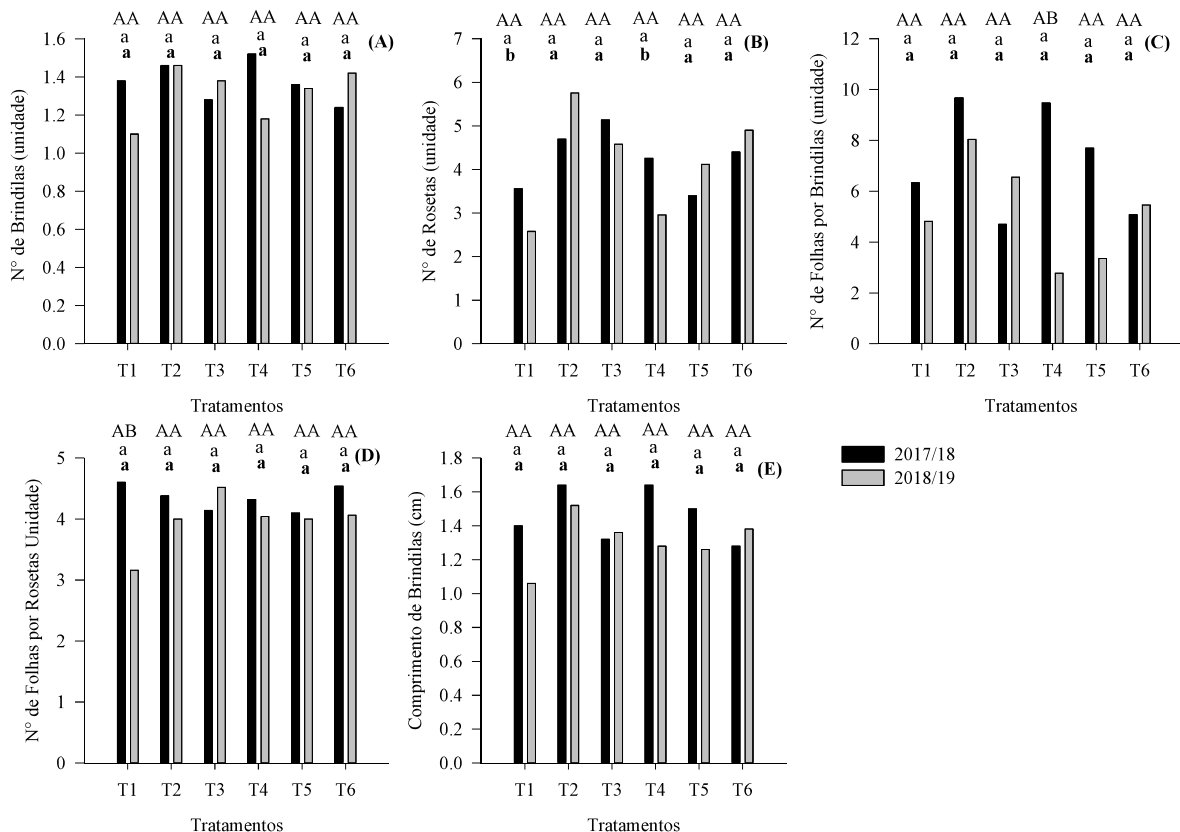 AA AA AA AA AA AA
a a a a a a
a a a a a a
(A)
N° de Brindilas (unidade)
1.6
1.4
1.2
1.0
0.8
0.6
0.4
0.2
0.0
T1 T2 T3 T4 T5 T6
Tratamentos
AA AA AA AA AA AA
a a a a a a
b a a b a a
(B)
N° de Rosetas (unidade)
7
6
5
4
3
2
1
0
T1 T2 T3 T4 T5 T6
Tratamentos
AA AA AA AB AA AA
a a a a a a
a a a a a a
(C)
N° de Folhas por Brindilas (unidade)
12
10
8
6
4
2
0
T1 T2 T3 T4 T5 T6
Tratamentos
AB AA AA AA AA AA
a a a a a a
a a a a a a
(D)
N° de Folhas por Rosetas Unidade)
5
4
3
2
1
0
T1 T2 T3 T4 T5 T6
Tratamentos
AA AA AA AA AA AA
a a a a a a
a a a a a a
(E)
Comprimento de Brindilas (cm)
1.8
1.6
1.4
1.2
1.0
0.8
0.6
0.4
0.2
0.0
T1 T2 T3 T4 T5 T6
Tratamentos
2017/18
2018/19